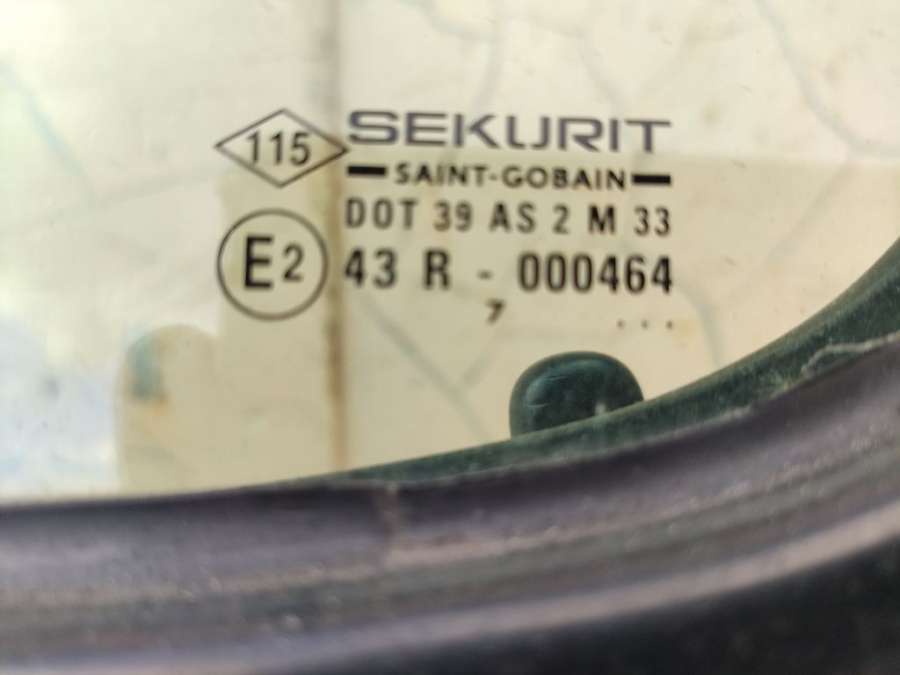 115
SEKURIT
SAINT-GOBAIN
DOT 39 AS 2 M 33
E2
43 R - 000464
7 ...